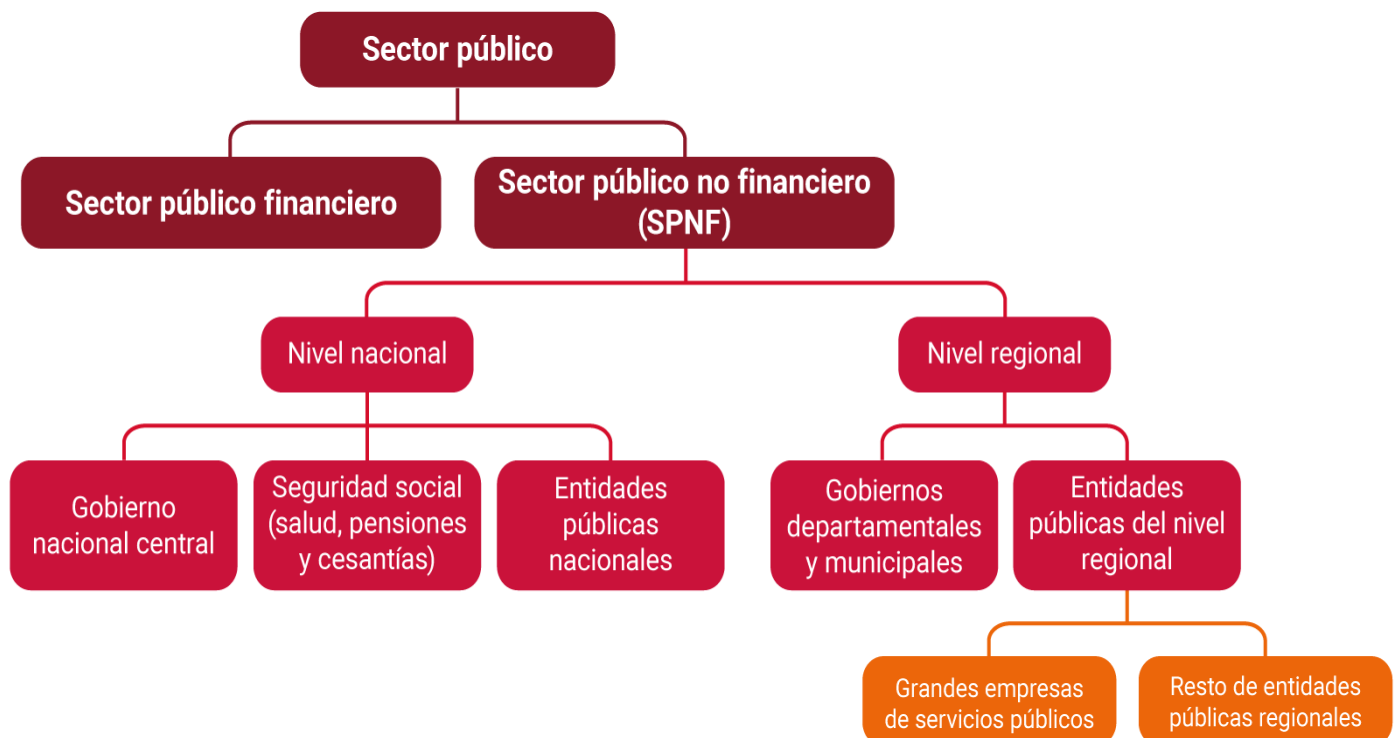 Sector público
Sector público financiero
Sector público no financiero
(SPNF)
Nivel nacional
Nivel regional
Gobierno
nacional central
Seguridad social
(salud, pensiones
y cesantías)
Entidades
públicas
nacionales
Gobiernos
departamentales
y municipales
Entidades
públicas del nivel
regional
Grandes empresas
de servicios públicos
Resto de entidades
públicas regionales